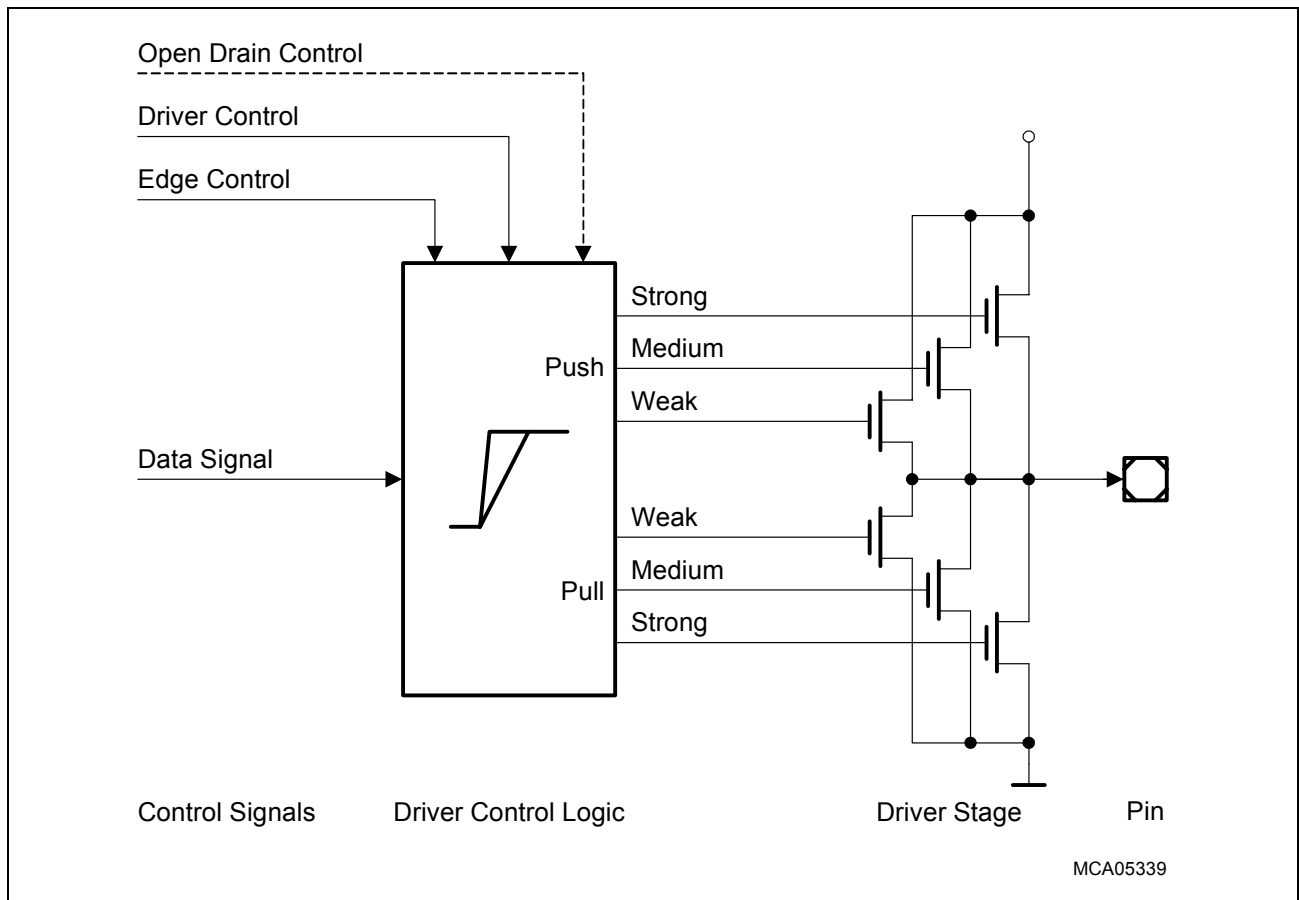 Open Drain Control
Driver Control
Edge Control
Strong
Medium
Push
Weak
Data Signal
Weak
Medium
Pull
Strong
Control Signals
Driver Control Logic
Driver Stage
Pin
MCA05339